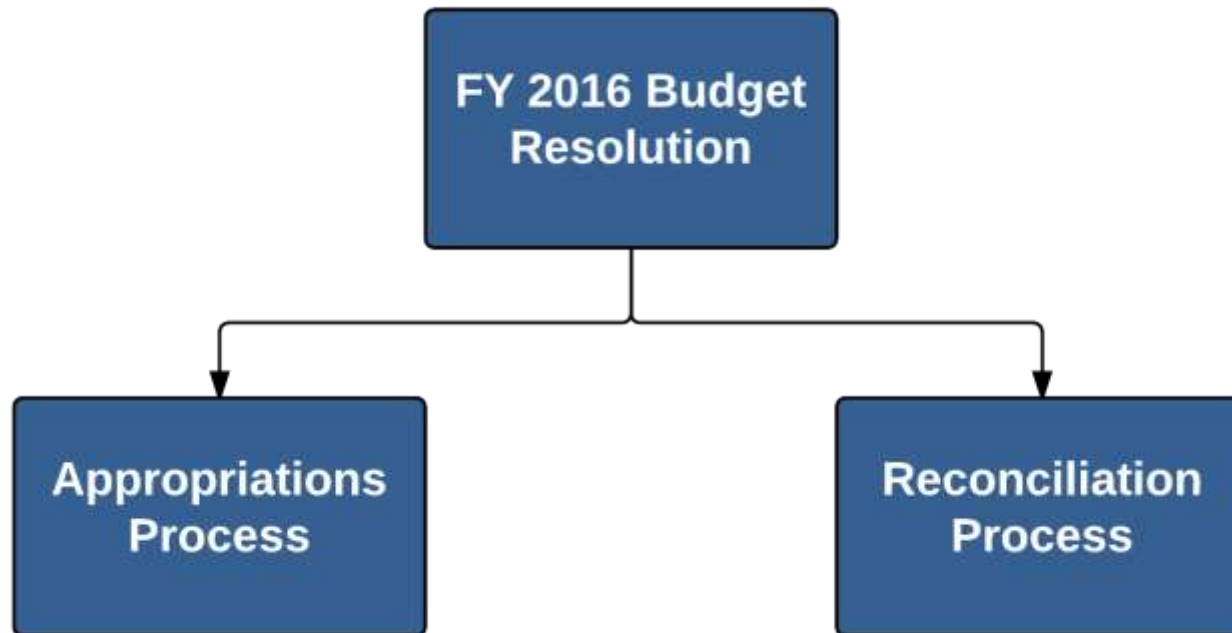 FY 2016 Budget
Resolution
Appropriations
Process
Reconciliation
Process